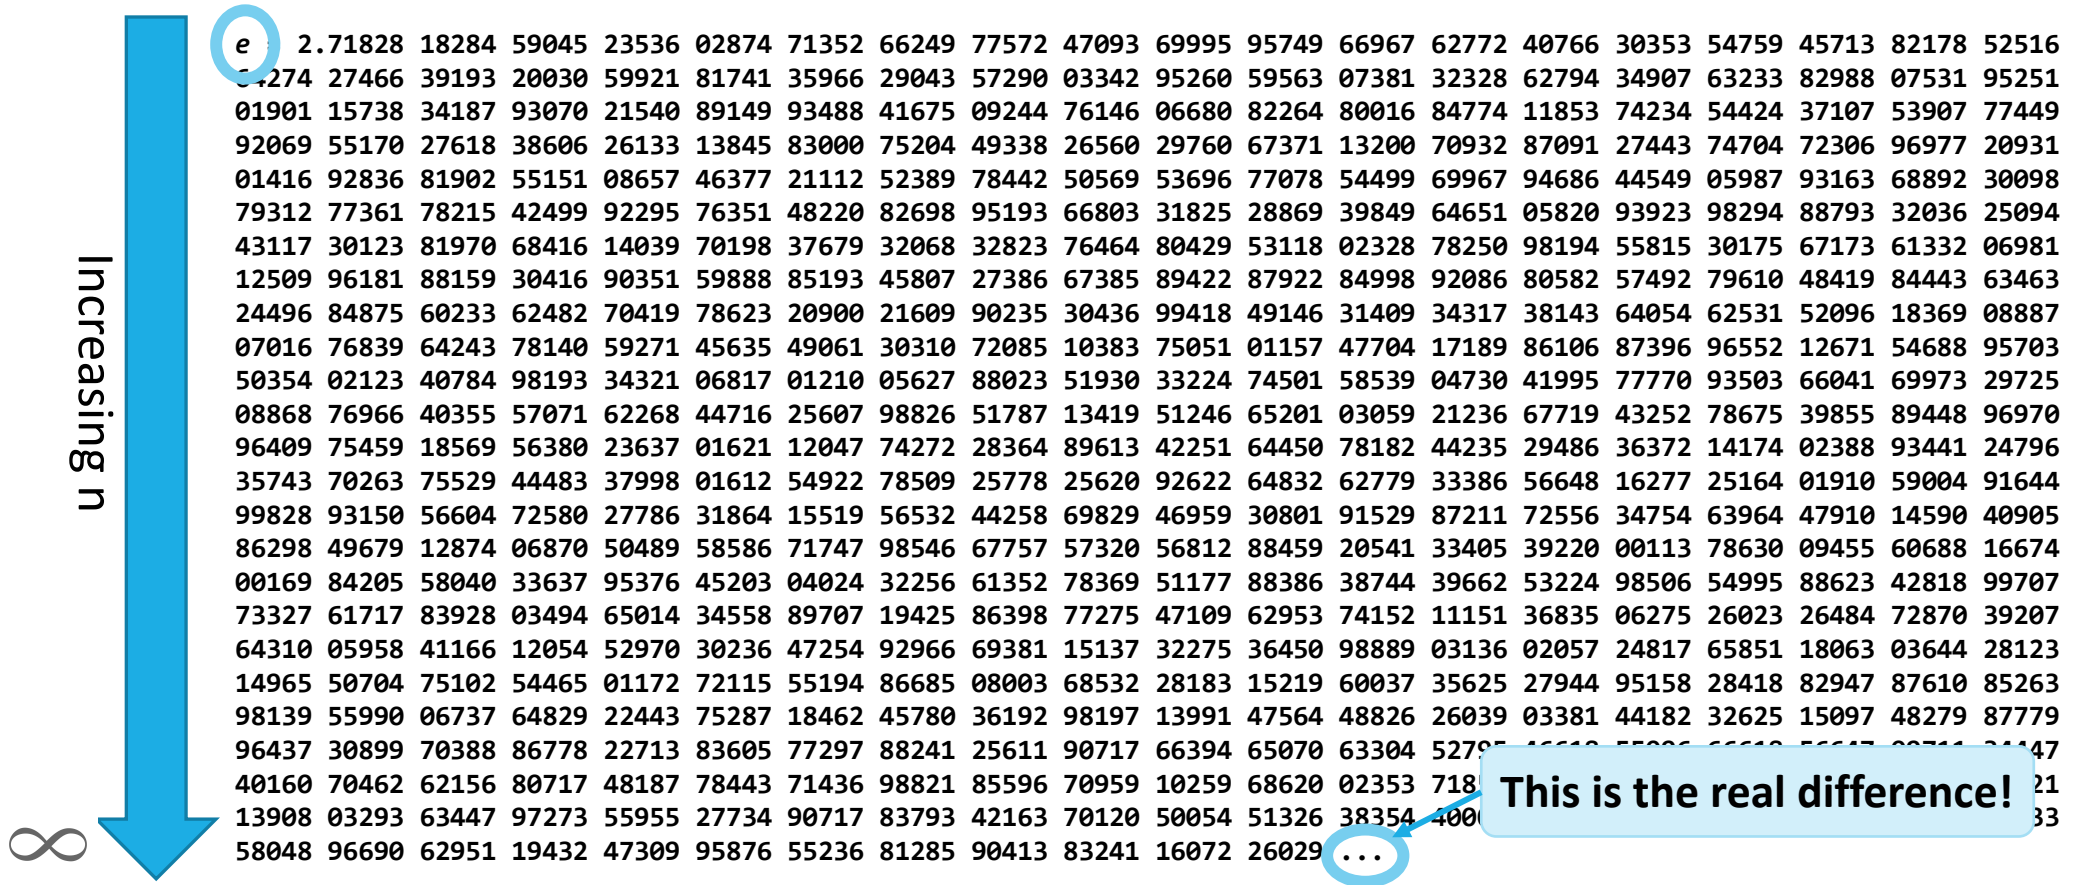 e 2.71828 18284 59045 23536 02874 71352 66249 77572 47093 69995 95749 66967 62772 40766 30353 54759 45713 82178 52516
64274 27466 39193 20030 59921 81741 35966 29043 57290 03342 95260 59563 07381 32328 62794 34907 63233 82988 07531 95251
01901 15738 34187 93070 21540 89149 93488 41675 09244 76146 06680 82264 80016 84774 11853 74234 54424 37107 53907 77449
92069 55170 27618 38606 26133 13845 83000 75204 49338 26560 29760 67371 13200 70932 87091 27443 74704 72306 96977 20931
01416 92836 81902 55151 08657 46377 21112 52389 78442 50569 53696 77078 54499 69967 94686 44549 05987 93163 68892 30098
79312 77361 78215 42499 92295 76351 48220 82698 95193 66803 31825 28869 39849 64651 05820 93923 98294 88793 32036 25094
43117 30123 81970 68416 14039 70198 37679 32068 32823 76464 80429 53118 02328 78250 98194 55815 30175 67173 61332 06981
12509 96181 88159 30416 90351 59888 85193 45807 27386 67385 89422 87922 84998 92086 80582 57492 79610 48419 84443 63463
24496 84875 60233 62482 70419 78623 20900 21609 90235 30436 99418 49146 31409 34317 38143 64054 62531 52096 18369 08887
07016 76839 64243 78140 59271 45635 49061 30310 72085 10383 75051 01157 47704 17189 86106 87396 96552 12671 54688 95703
50354 02123 40784 98193 34321 06817 01210 05627 88023 51930 33224 74501 58539 04730 41995 77770 93503 66041 69973 29725
08868 76966 40355 57071 62268 44716 25607 98826 51787 13419 51246 65201 03059 21236 67719 43252 78675 39855 89448 96970
96409 75459 18569 56380 23637 01621 12047 74272 28364 89613 42251 64450 78182 44235 29486 36372 14174 02388 93441 24796
35743 70263 75529 44483 37998 01612 54922 78509 25778 25620 92622 64832 62779 33386 56648 16277 25164 01910 59004 91644
99828 93150 56604 72580 27786 31864 15519 56532 44258 69829 46959 30801 91529 87211 72556 34754 63964 47910 14590 40905
86298 49679 12874 06870 50489 58586 71747 98546 67757 57320 56812 88459 20541 33405 39220 00113 78630 09455 60688 16674
00169 84205 58040 33637 95376 45203 04024 32256 61352 78369 51177 88386 38744 39662 53224 98506 54995 88623 42818 99707
73327 61717 83928 03494 65014 34558 89707 19425 86398 77275 47109 62953 74152 11151 36835 06275 26023 26484 72870 39207
64310 05958 41166 12054 52970 30236 47254 92966 69381 15137 32275 36450 98889 03136 02057 24817 65851 18063 03644 28123
14965 50704 75102 54465 01172 72115 55194 86685 08003 68532 28183 15219 60037 35625 27944 95158 28418 82947 87610 85263
98139 55990 06737 64829 22443 75287 18462 45780 36192 98197 13991 47564 48826 26039 03381 44182 32625 15097 48279 87779
96437 30899 70388 86778 22713 83605 77297 88241 25611 90717 66394 65070 63304
40160 70462 62156 80717 48187 78443 71436 98821 85596 70959 10259 68620 02353
13908 03293 63447 97273 55955 27734 90717 83793 42163 70120 50054 51326 38354
58048 96690 62951 19432 47309 95876 55236 81285 90413 83241 16072 26029 ...
Increasing n
∞
This is the real difference!